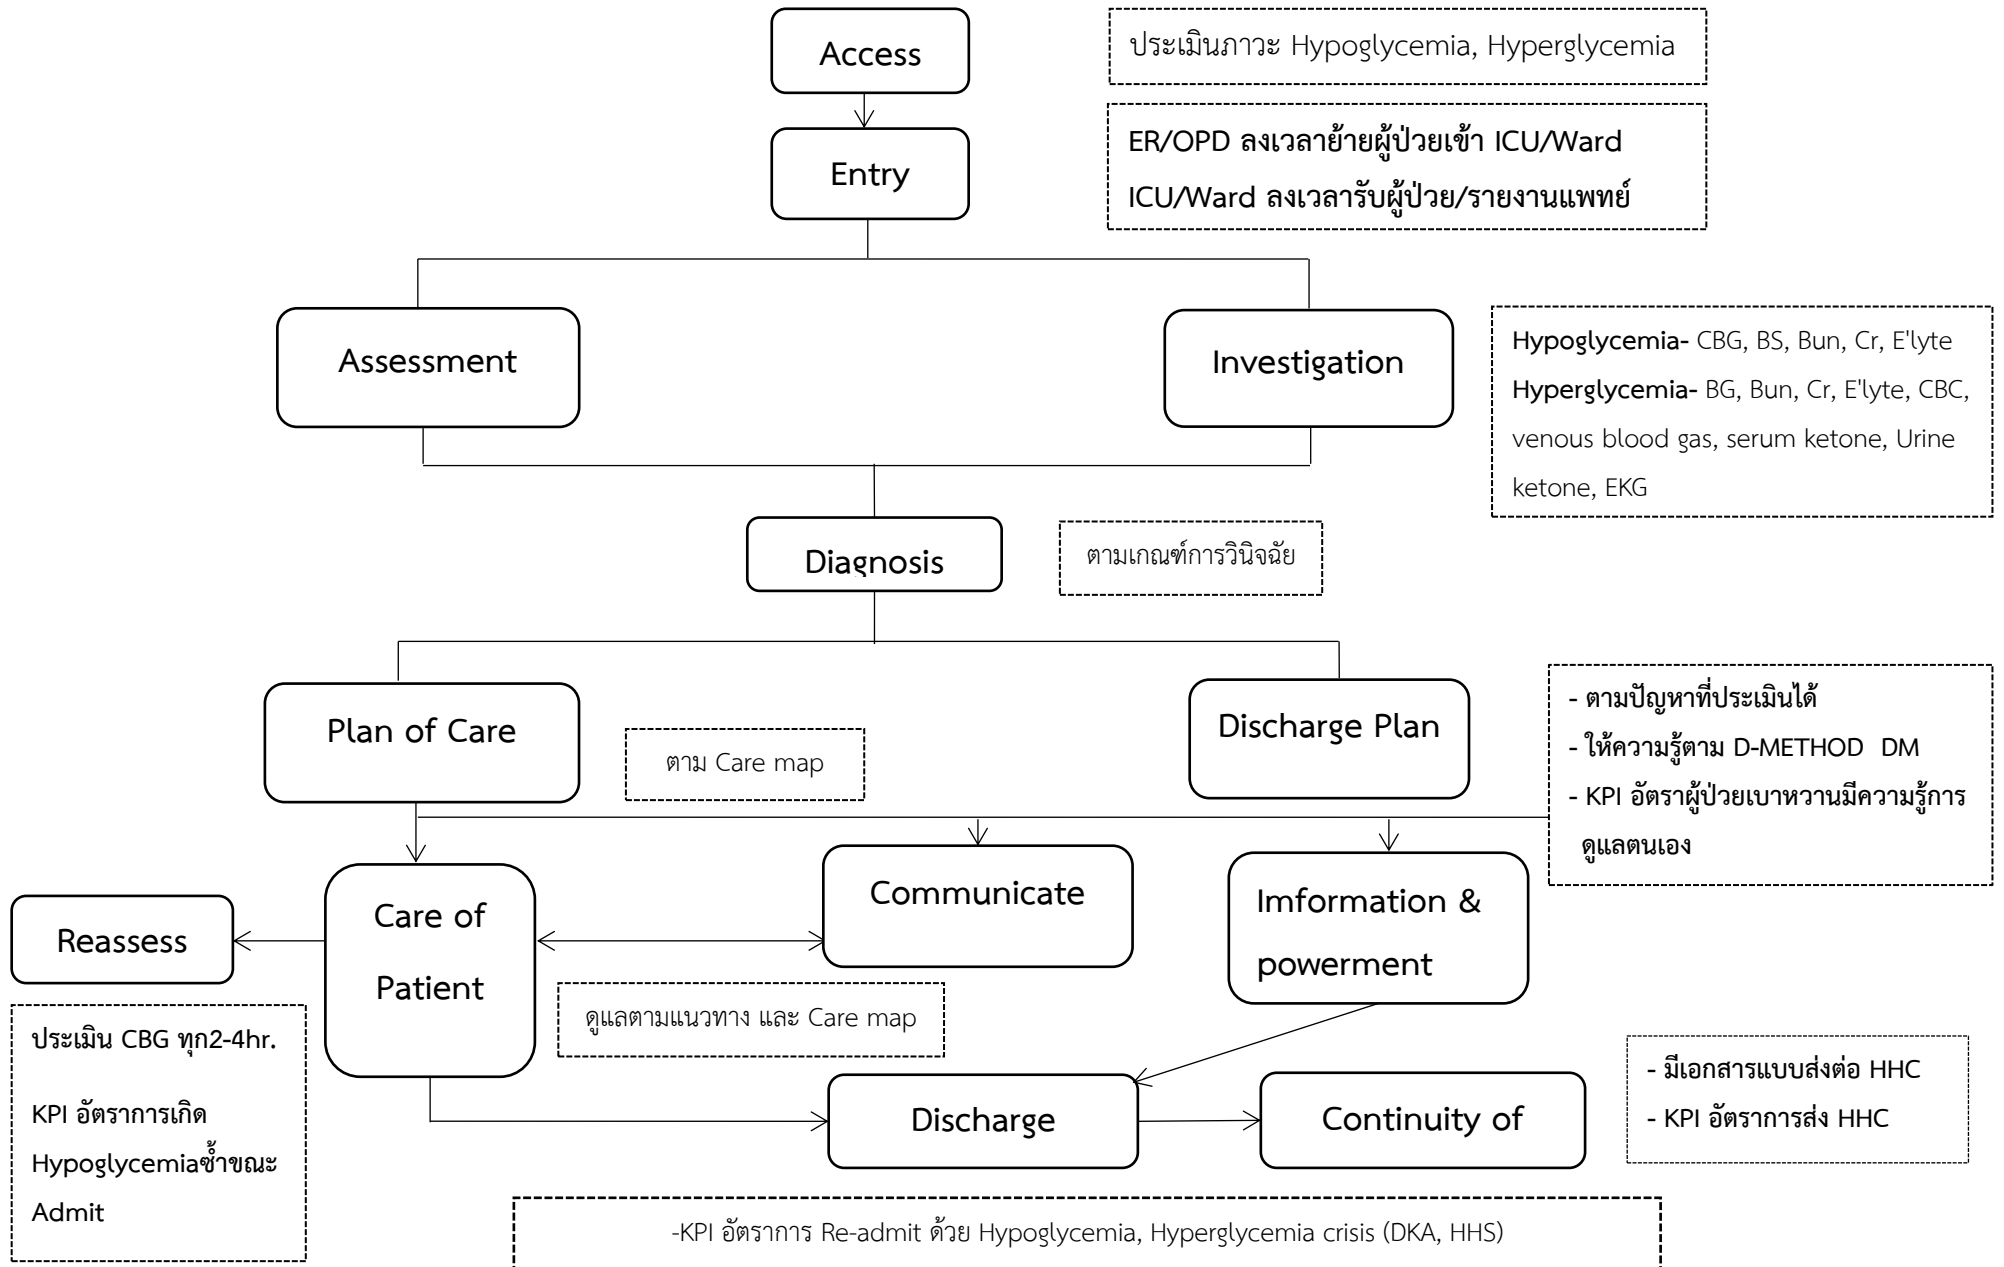 Access
ประเมินภาวะ Hypoglycemia, Hyperglycemia
Entry
ER/OPD ลงเวลาย้ายผู้ป่วยเข้า ICU/Ward
ICU/Ward ลงเวลารับผู้ป่วย/รายงานแพทย์
Assessment
Investigation
Hypoglycemia- CBG, BS, Bun, Cr, E'lyte
Hyperglycemia- BG, Bun, Cr, E'lyte, CBC,
venous blood gas, serum ketone, Urine
ketone, EKG
Diagnosis
ตามเกณฑ์การวินิจฉัย
Plan of Care
ตาม Care map
Discharge Plan
- ตามปัญหาที่ประเมินได้
- ให้ความรู้ตาม D-METHOD  DM
- KPI อัตราผู้ป่วยเบาหวานมีความรู้การ
ดูแลตนเอง
Reassess
Care of
Patient
Communicate
Imformation &
powerment
ประเมิน CBG ทุก2-4hr.
KPI อัตราการเกิด
Hypoglycemiaซ้ำขณะ
Admit
ดูแลตามแนวทาง และ Care map
Discharge
Continuity of
- มีเอกสารแบบส่งต่อ HHC
- KPI อัตราการส่ง HHC
-KPI อัตราการ Re-admit ด้วย Hypoglycemia, Hyperglycemia crisis (DKA, HHS)